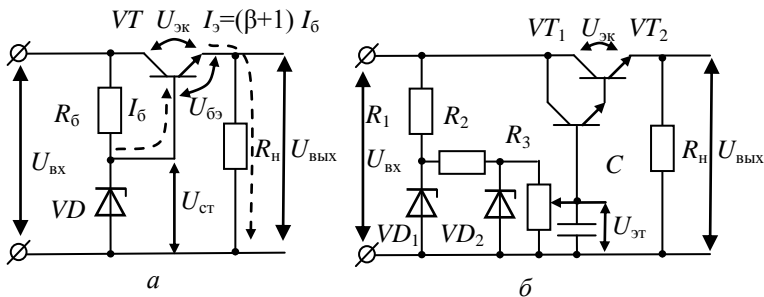 VT U_эк I_э=(β+1) I_б
VT_1 U_эк VT_2
R_б I_б U_бэ
R_1 R_2 R_3
U_вх R_н U_вых
U_вх C R_н U_вых
VD U_ст
VD_1 VD_2 U_эт
а б